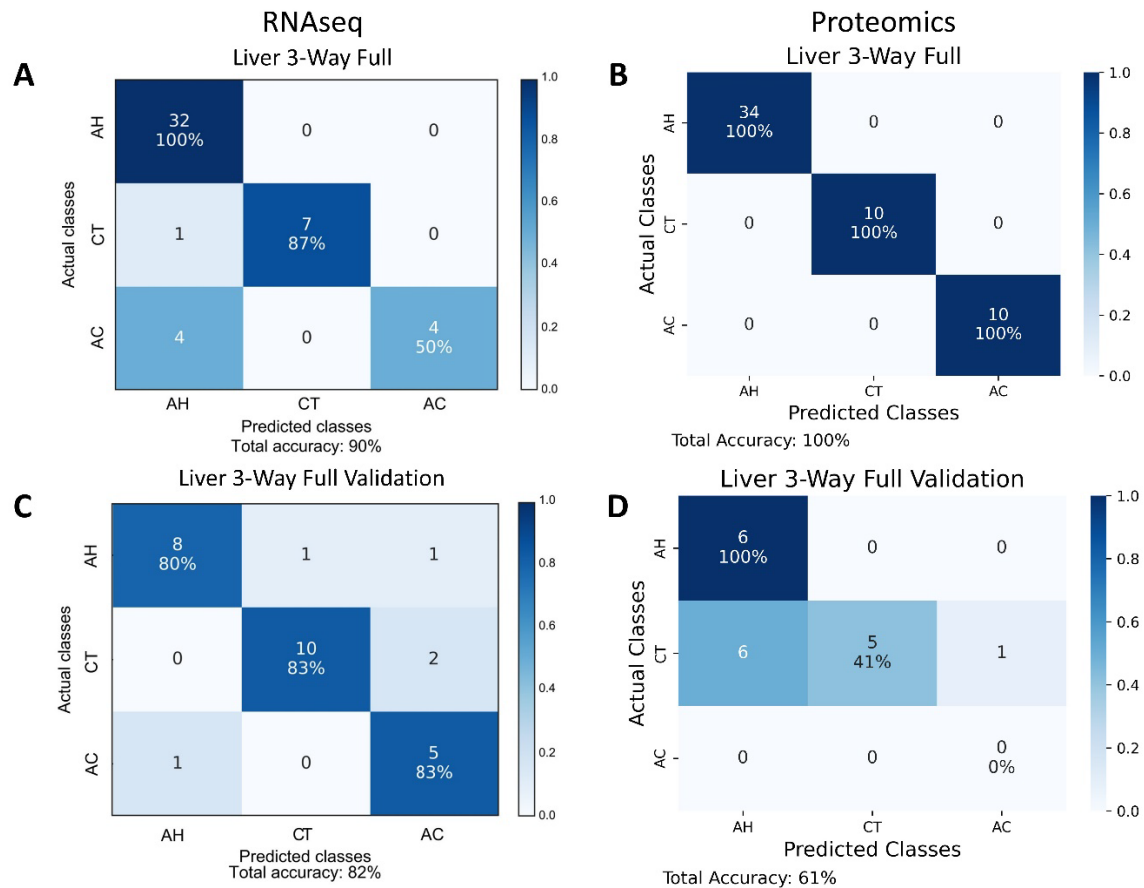 RNAseq
Proteomics
Liver 3-Way Full
A
AH
CT
AC
Actual classes
32
100%
0
0
1
7
87%
0
4
0
4
50%
AH
CT
AC
Predicted classes
Total accuracy: 90%
1.0
0.8
0.6
0.4
0.2
0.0
Liver 3-Way Full
B
AH
CT
AC
Actual Classes
34
100%
0
0
0
10
100%
0
0
0
10
100%
AH
CT
AC
Predicted Classes
Total Accuracy: 100%
1.0
0.8
0.6
0.4
0.2
0.0
Liver 3-Way Full Validation
C
AH
CT
AC
Actual classes
8
80%
1
1
0
10
83%
2
1
0
5
83%
AH
CT
AC
Predicted classes
Total accuracy: 82%
1.0
0.8
0.6
0.4
0.2
0.0
Liver 3-Way Full Validation
D
AH
CT
AC
Actual Classes
6
100%
0
0
6
5
41%
1
0
0
0
0%
AH
CT
AC
Predicted Classes
Total Accuracy: 61%
1.0
0.8
0.6
0.4
0.2
0.0